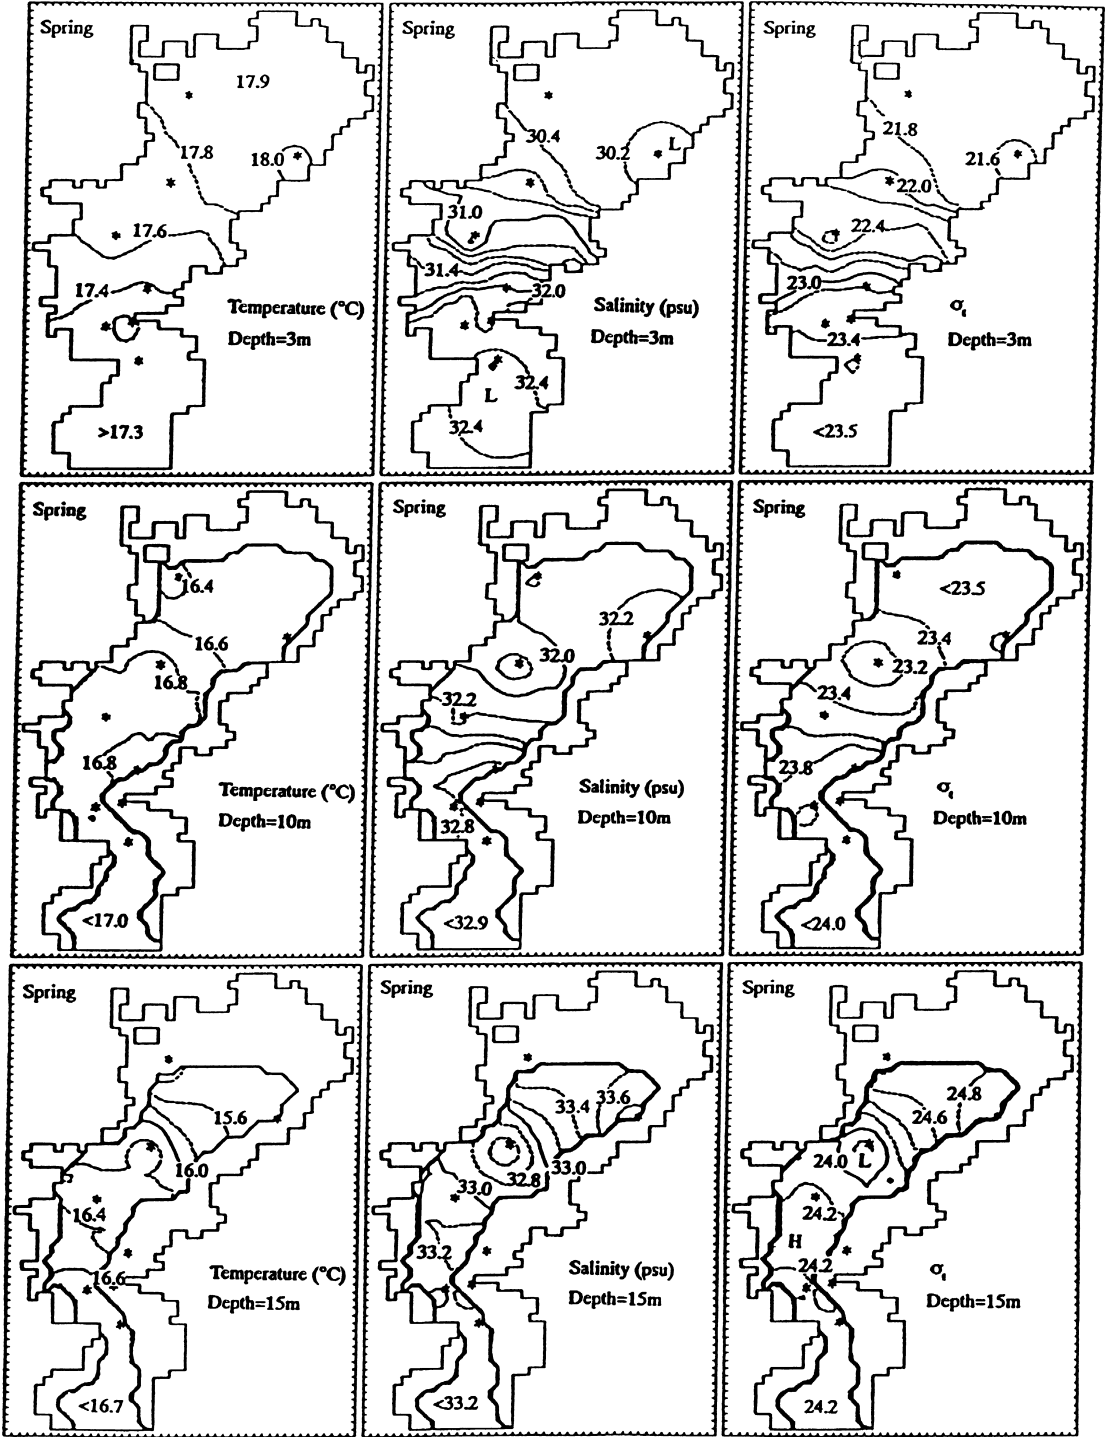 Spring
17.9
17.8
18.0
17.6
17.4
Temperature (°C)
Depth=3m
>17.3
Spring
30.4
30.2
L
31.0
31.4
32.0
Salinity (psu)
Depth=3m
32.4
L
32.4
Spring
21.8
21.6
22.0
22.4
23.0
σt
23.4
Depth=3m
<23.5
Spring
16.4
16.6
16.8
16.8
Temperature (°C)
Depth=10m
<17.0
Spring
32.2
32.0
32.2
Salinity (psu)
Depth=10m
32.8
<32.9
Spring
<23.5
23.4
23.2
23.4
23.8
σt
Depth=10m
<24.0
Spring
15.6
16.0
16.4
16.6
Temperature (°C)
Depth=15m
<16.7
Spring
33.6
33.4
33.0
32.8
33.0
33.2
Salinity (psu)
Depth=15m
<33.2
Spring
24.8
24.6
24.0
L
24.2
H
24.2
σt
Depth=15m
24.2